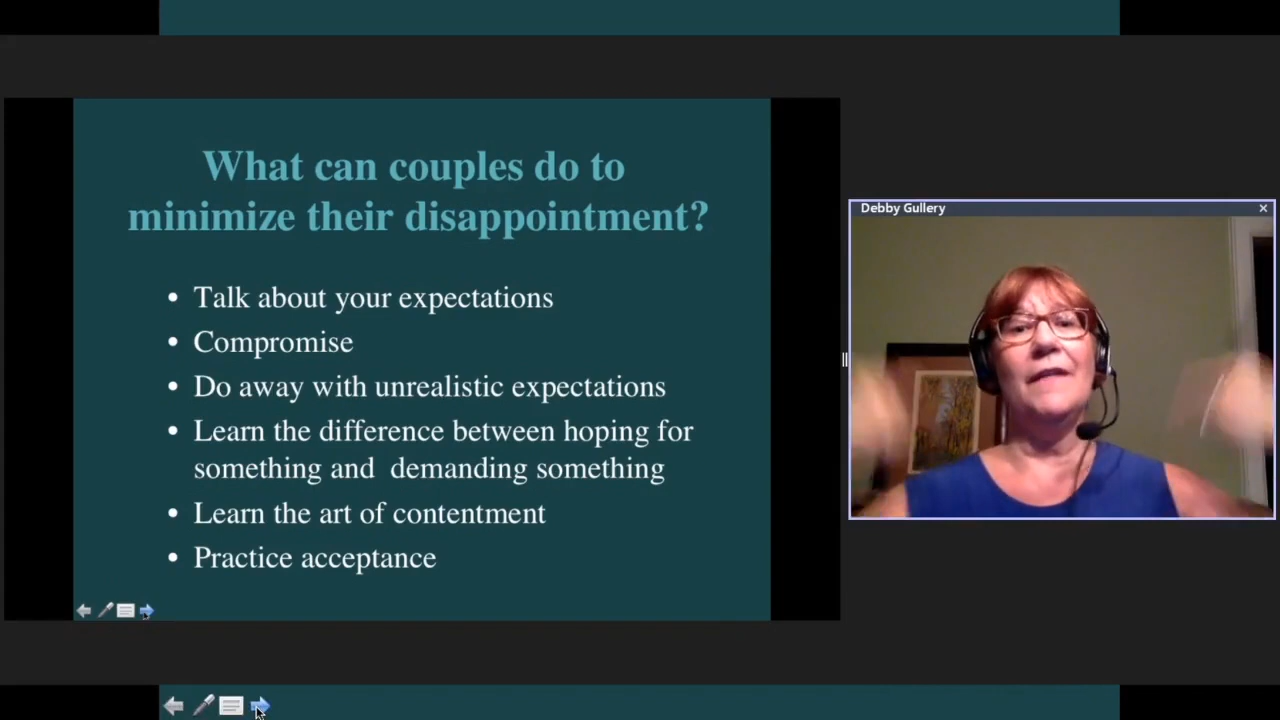 What can couples do to
minimize their disappointment?
• Talk about your expectations
• Compromise
• Do away with unrealistic expectations
• Learn the difference between hoping for
something and  demanding something
• Learn the art of contentment
• Practice acceptance
Debby Gullery